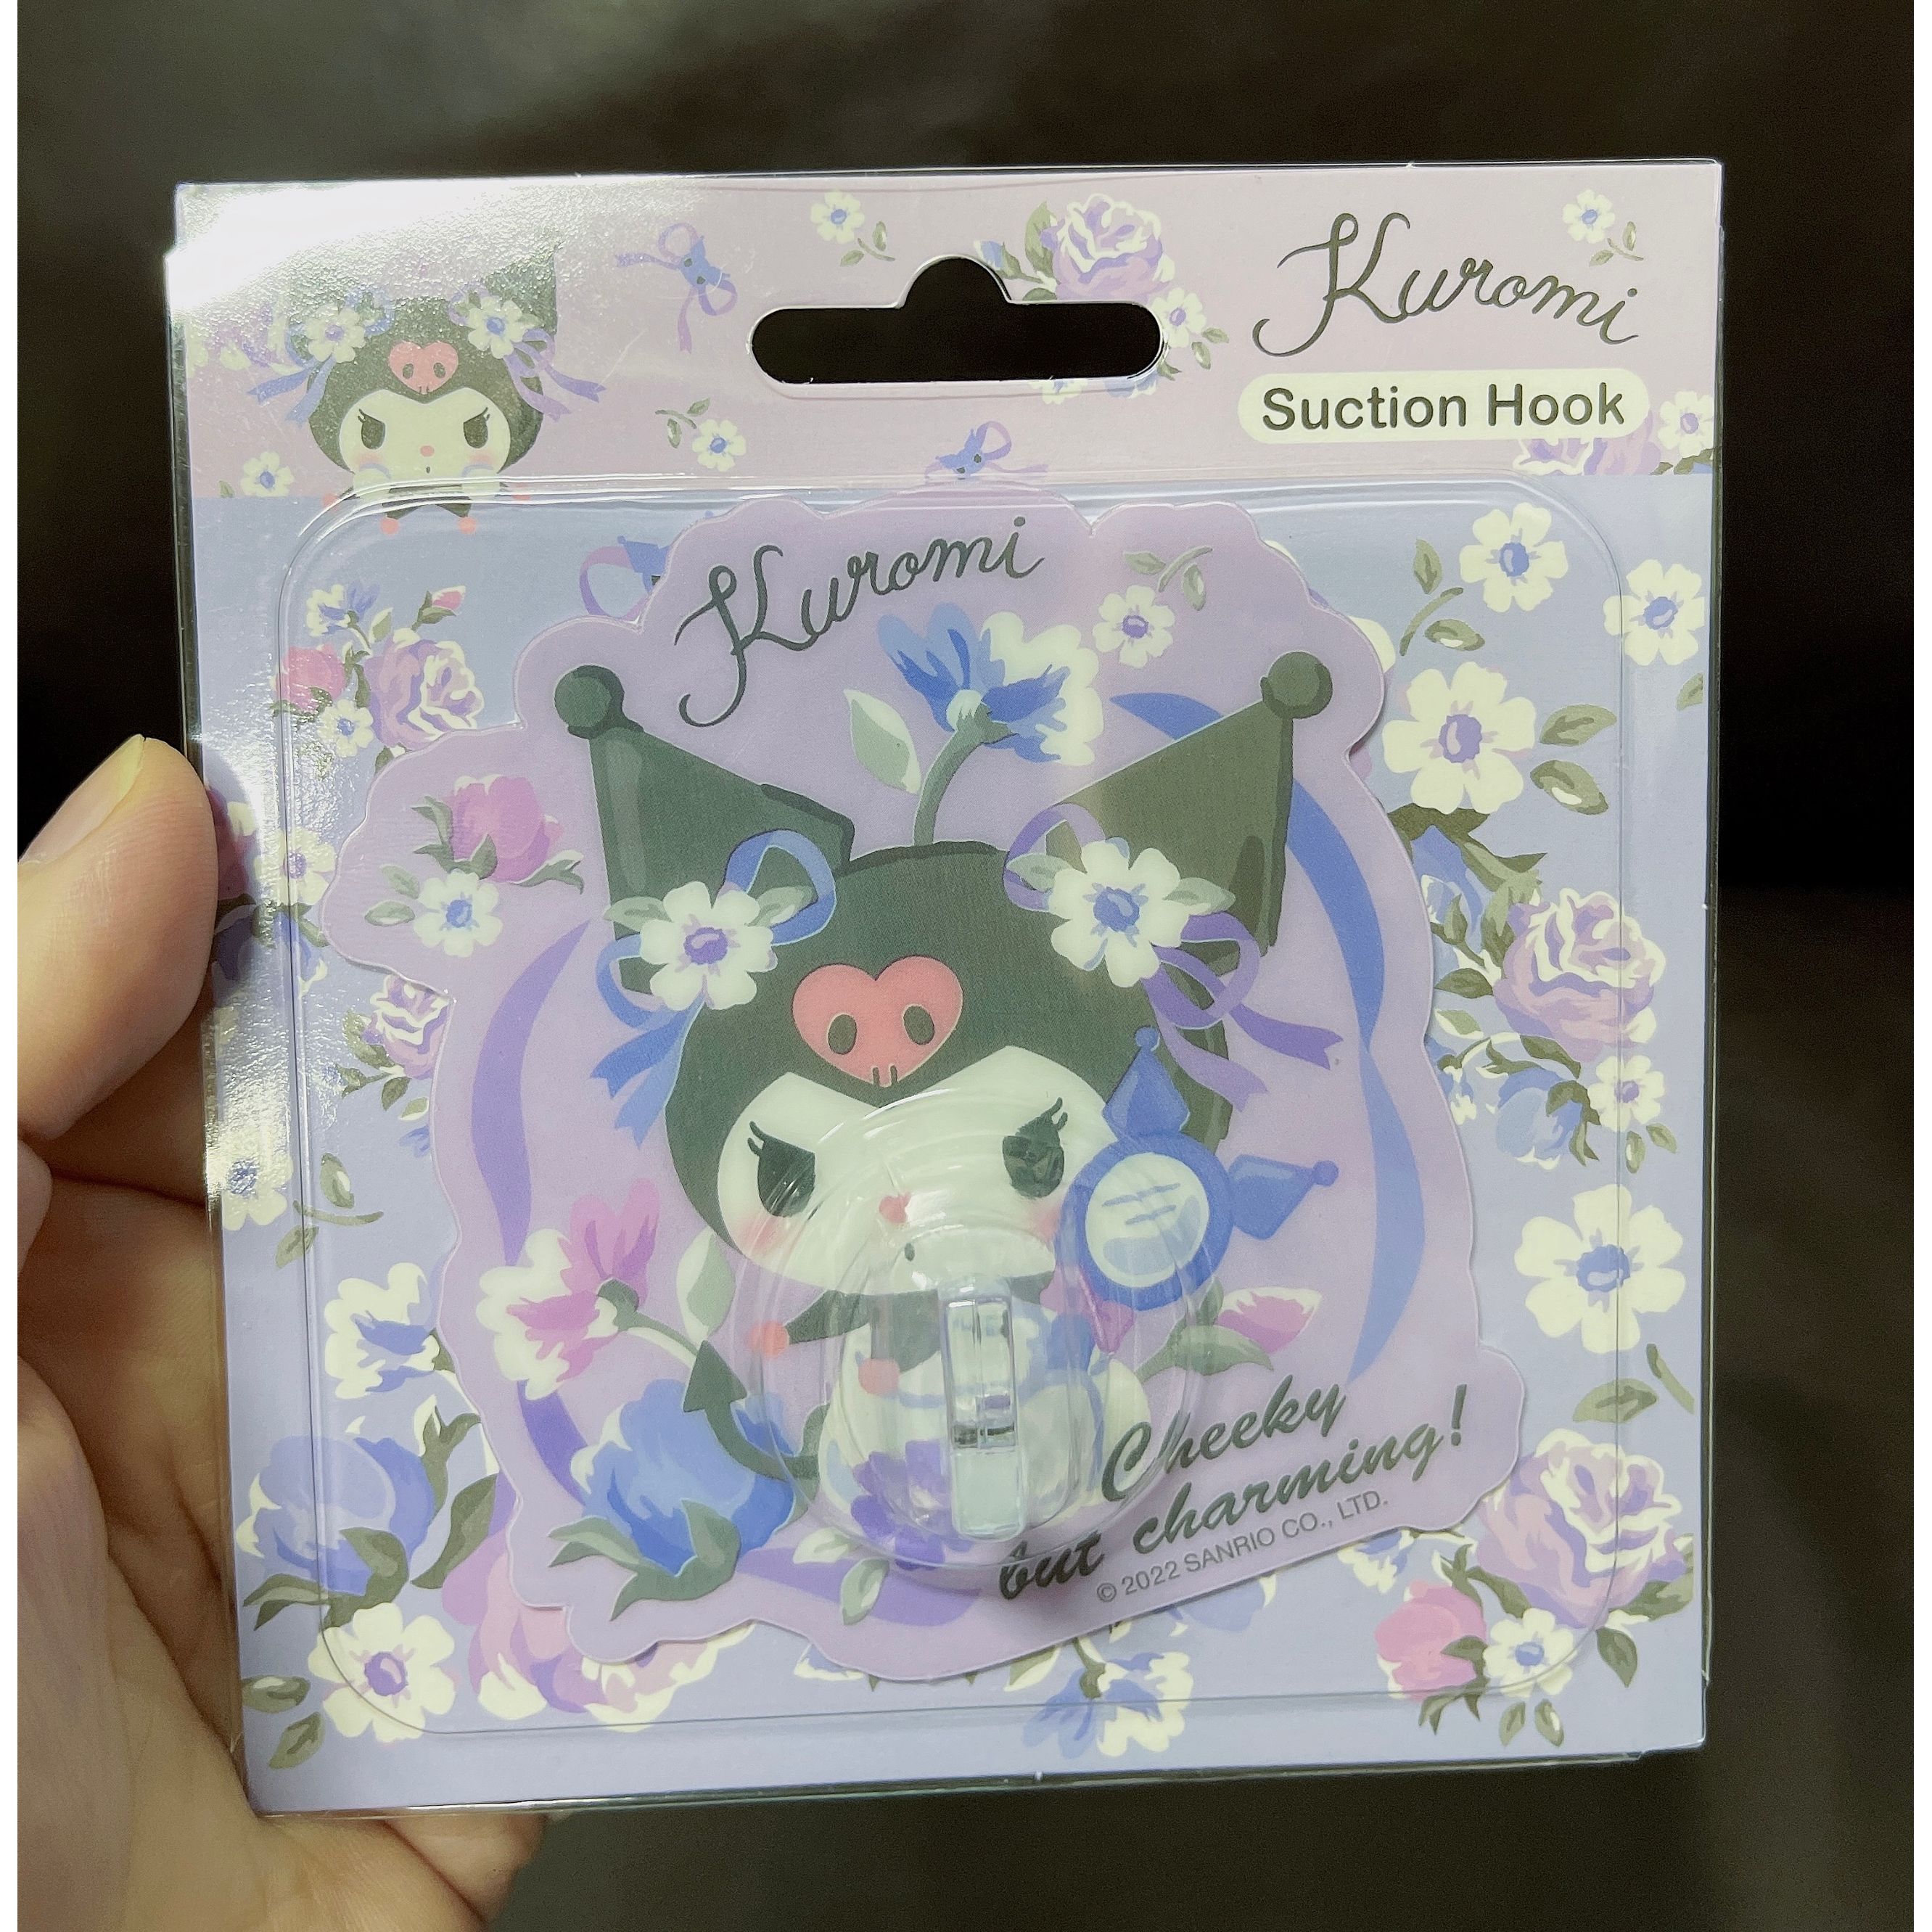 Kuromi
Suction Hook
Kuromi
Cheeky
but charming!
© 2022 SANRIO CO., LTD.